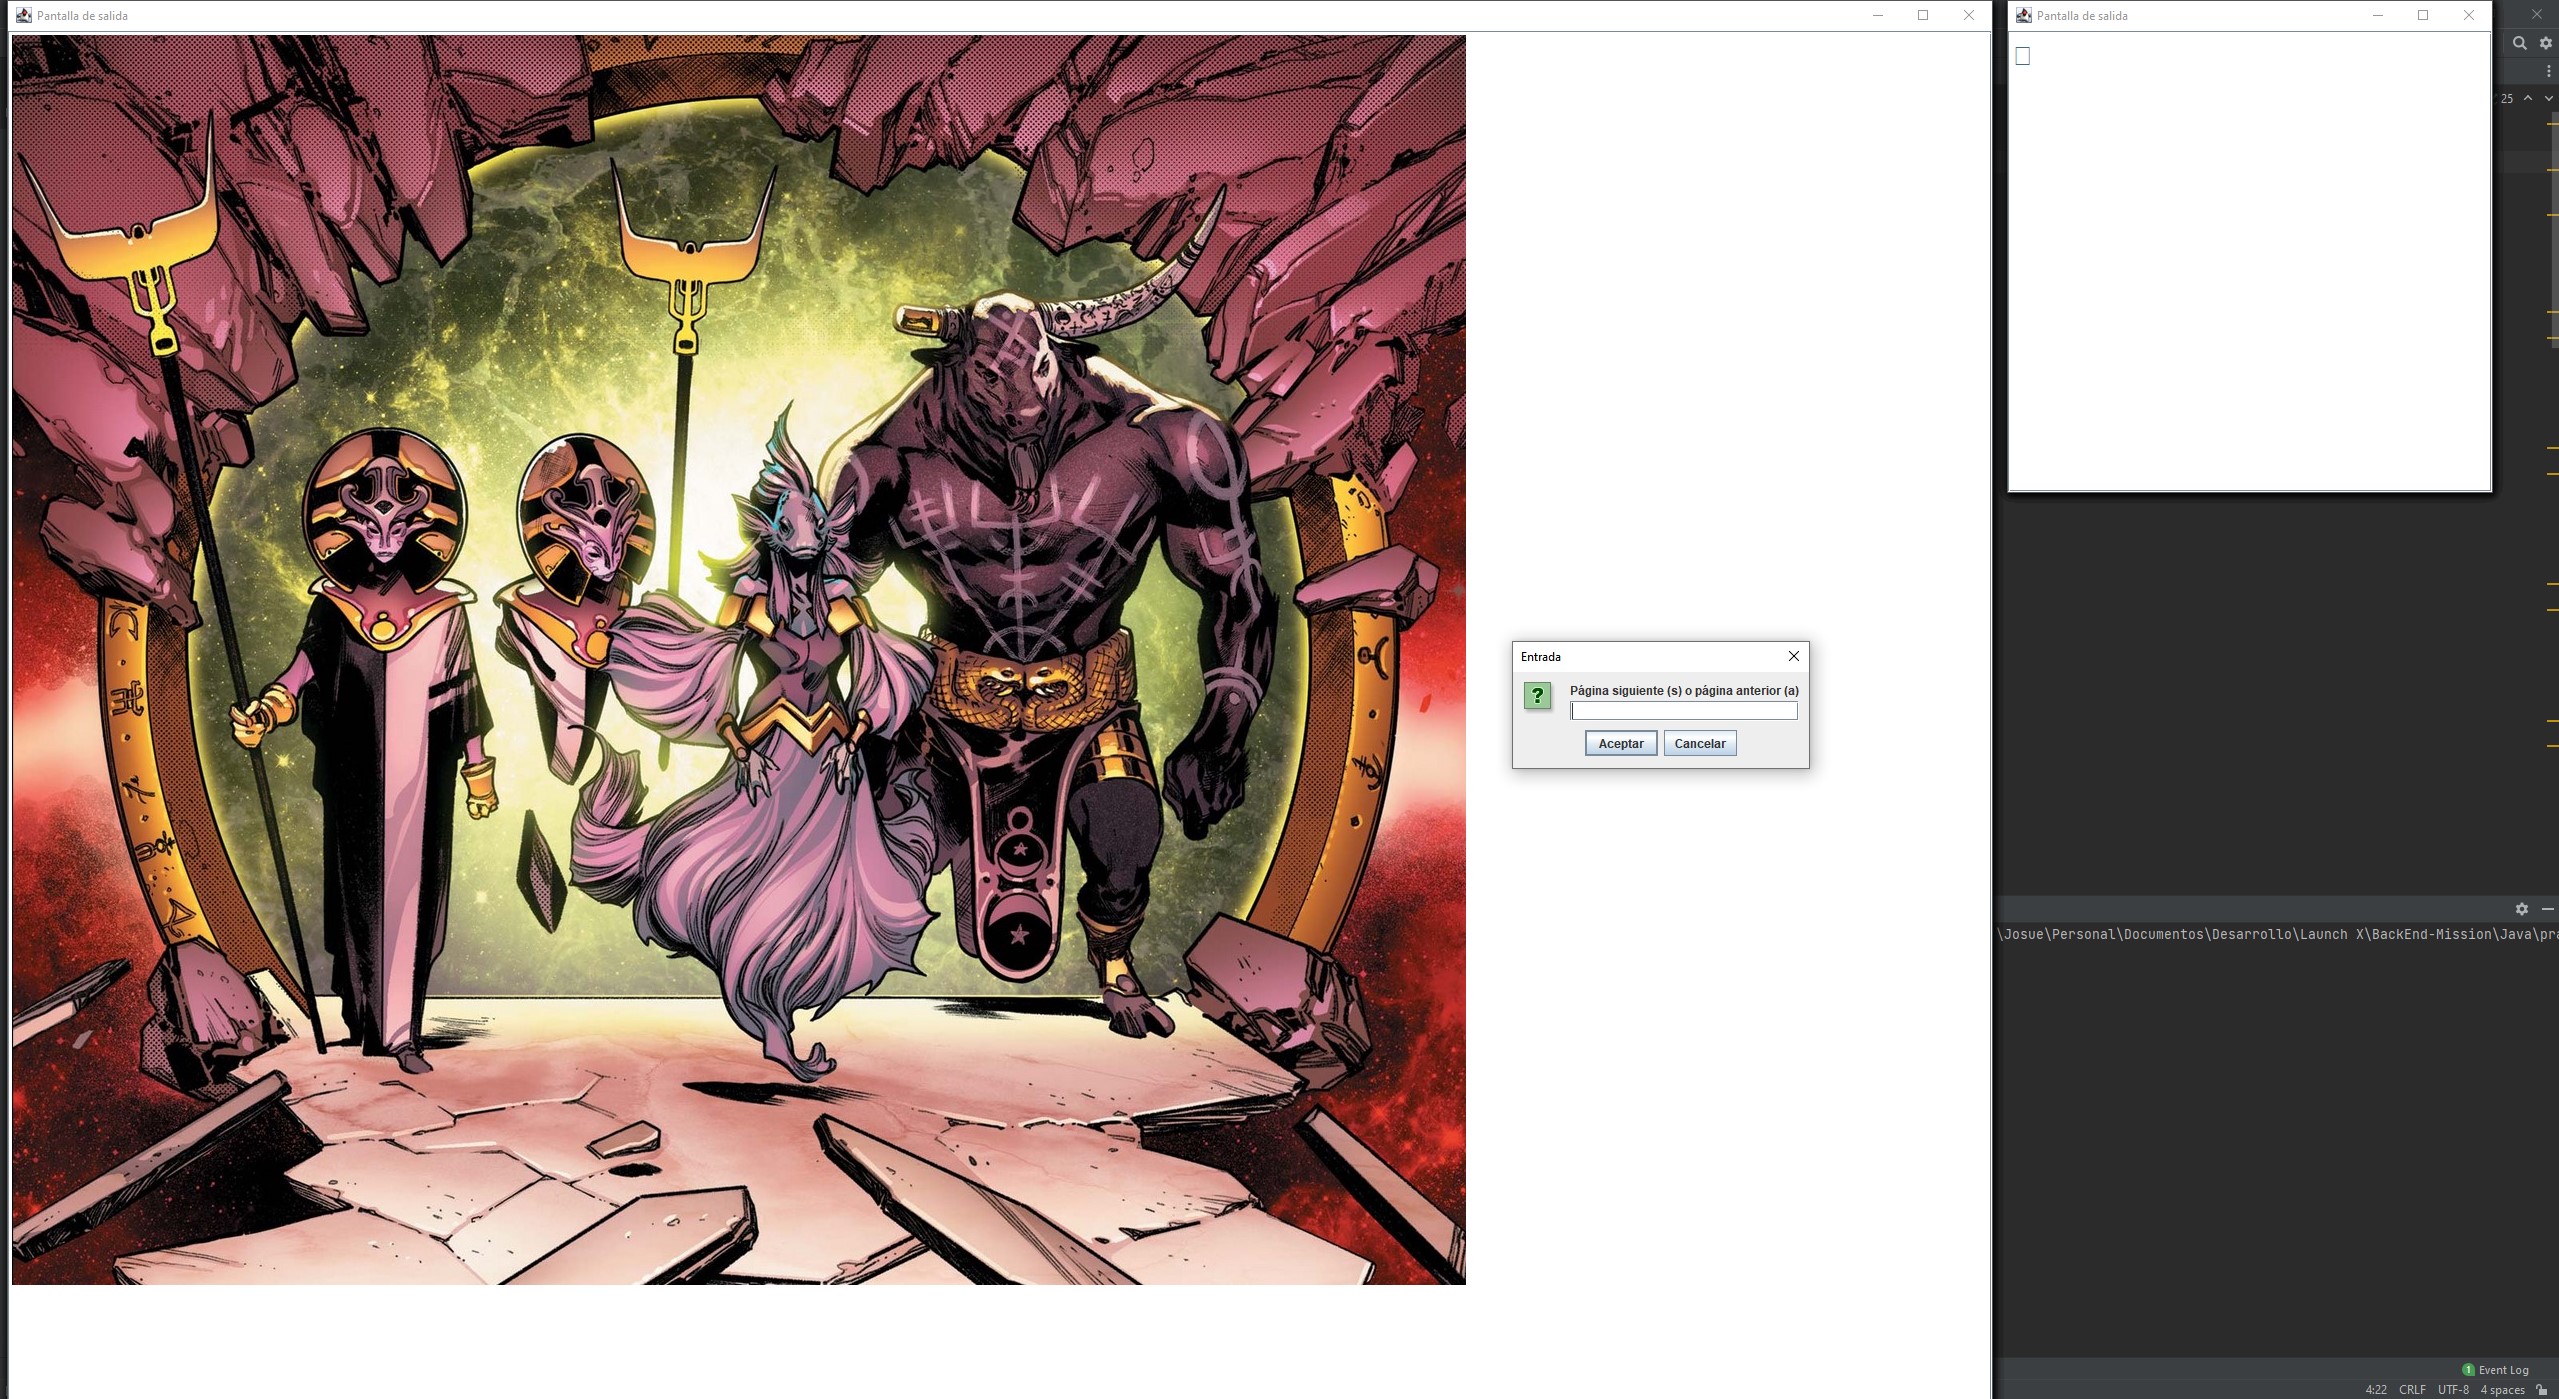 Pantalla de salida
Pantalla de salida
25
Entrada
?
Página siguiente (s) o página anterior (a)
Aceptar
Cancelar
\Josue\Personal\Documentos\Desarrollo\Launch X\BackEnd-Mission\Java\pra
1 Event Log
4:22 CRLF UTF-8 4 spaces